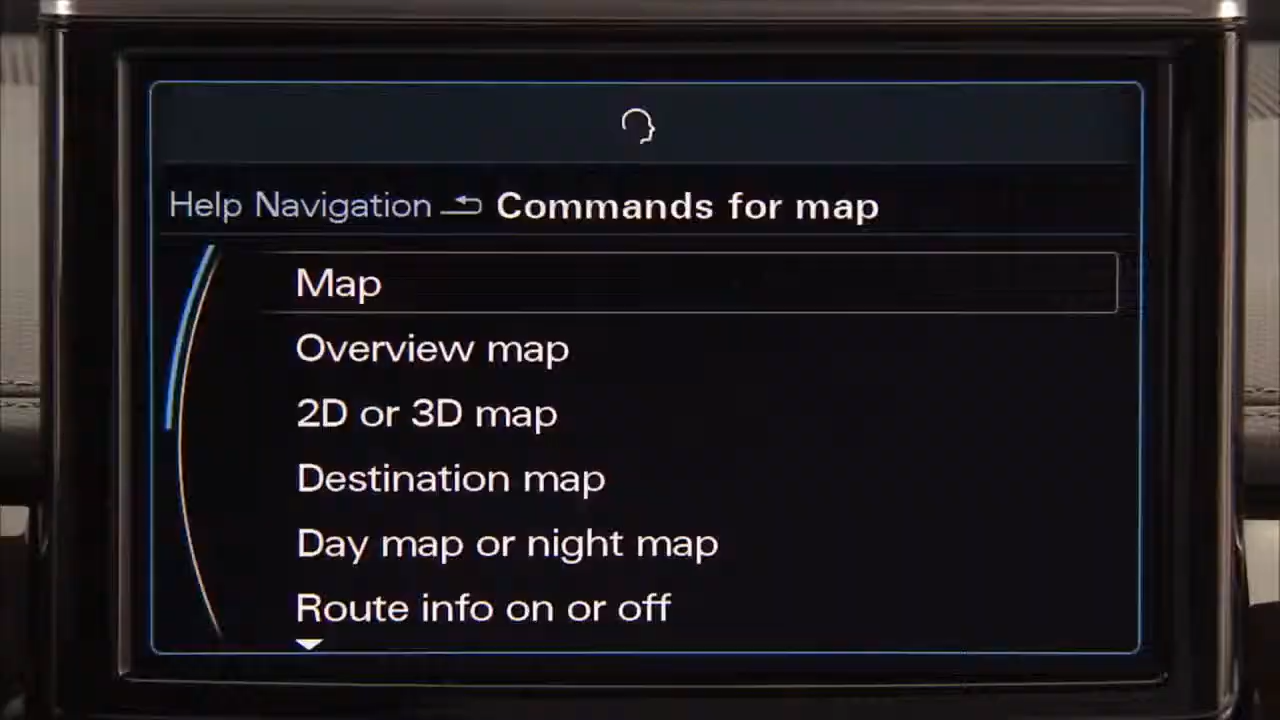 Help Navigation Commands for map
Map
Overview map
2D or 3D map
Destination map
Day map or night map
Route info on or off